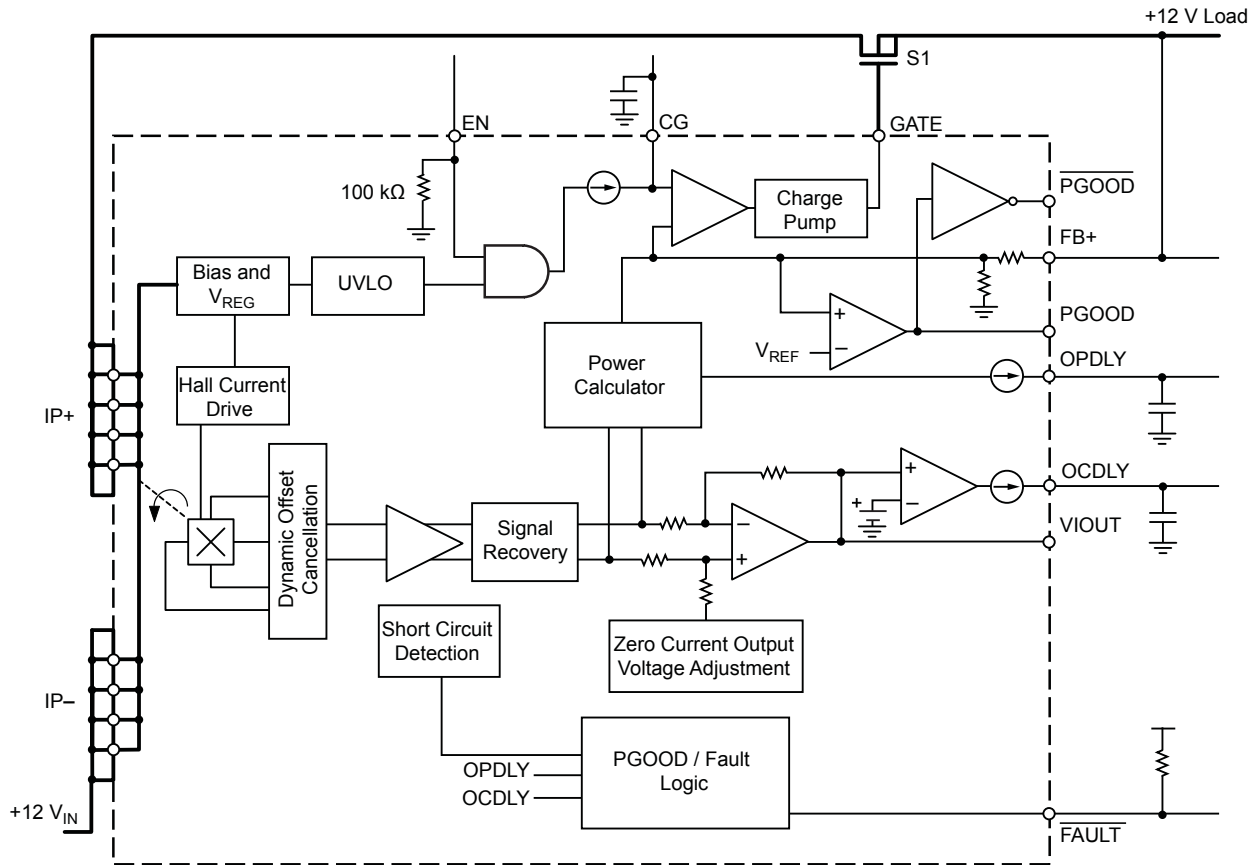 +12 V Load
S1
EN
CG
GATE
100 kΩ
Charge
Pump
PGOOD
FB+
Bias and
VREG
UVLO
PGOOD
+
−
VREF
Power
Calculator
OPDLY
Hall Current
Drive
IP+
Dynamic Offset
Cancellation
Signal
Recovery
−
+
+
−
+
OCDLY
VIOUT
Short Circuit
Detection
Zero Current Output
Voltage Adjustment
IP−
PGOOD / Fault
Logic
OPDLY
OCDLY
+12 VIN
FAULT